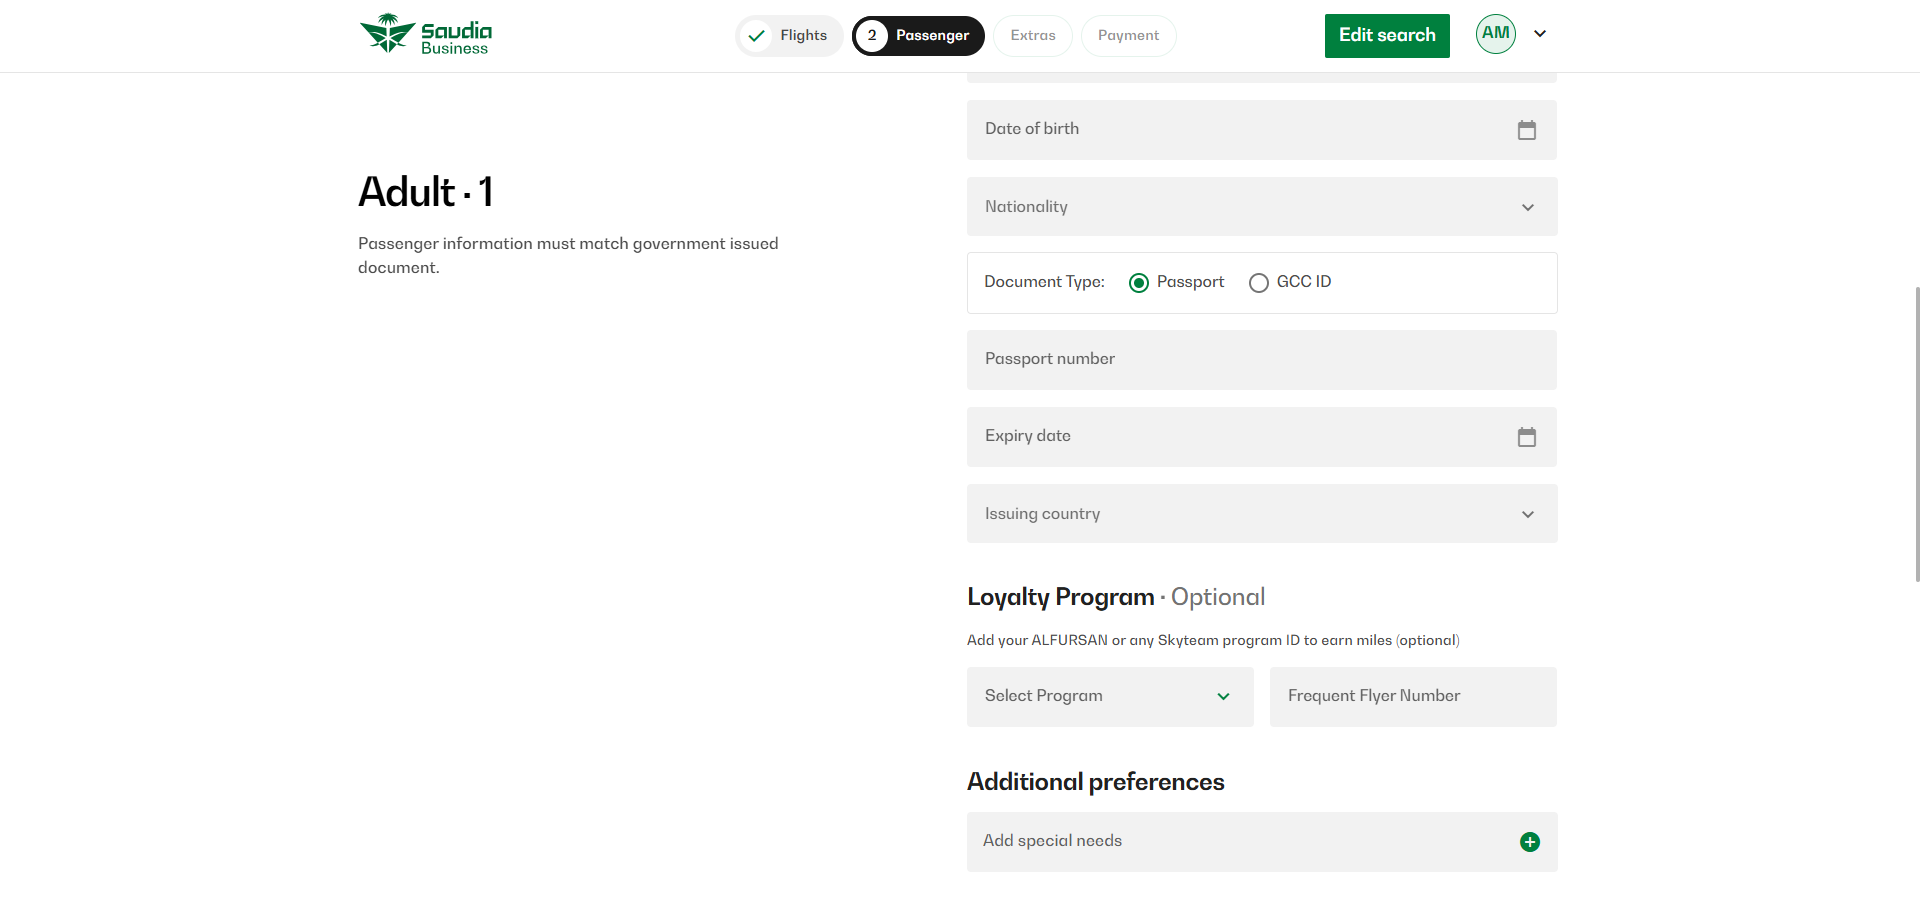 Saudia
Business
Flights
2 Passenger
Extras
Payment
Edit search
AM
Date of birth
Adult · 1
Nationality
Passenger information must match government issued
document.
Document Type: Passport GCC ID
Passport number
Expiry date
Issuing country
Loyalty Program · Optional
Add your ALFURSAN or any Skyteam program ID to earn miles (optional)
Select Program
Frequent Flyer Number
Additional preferences
Add special needs